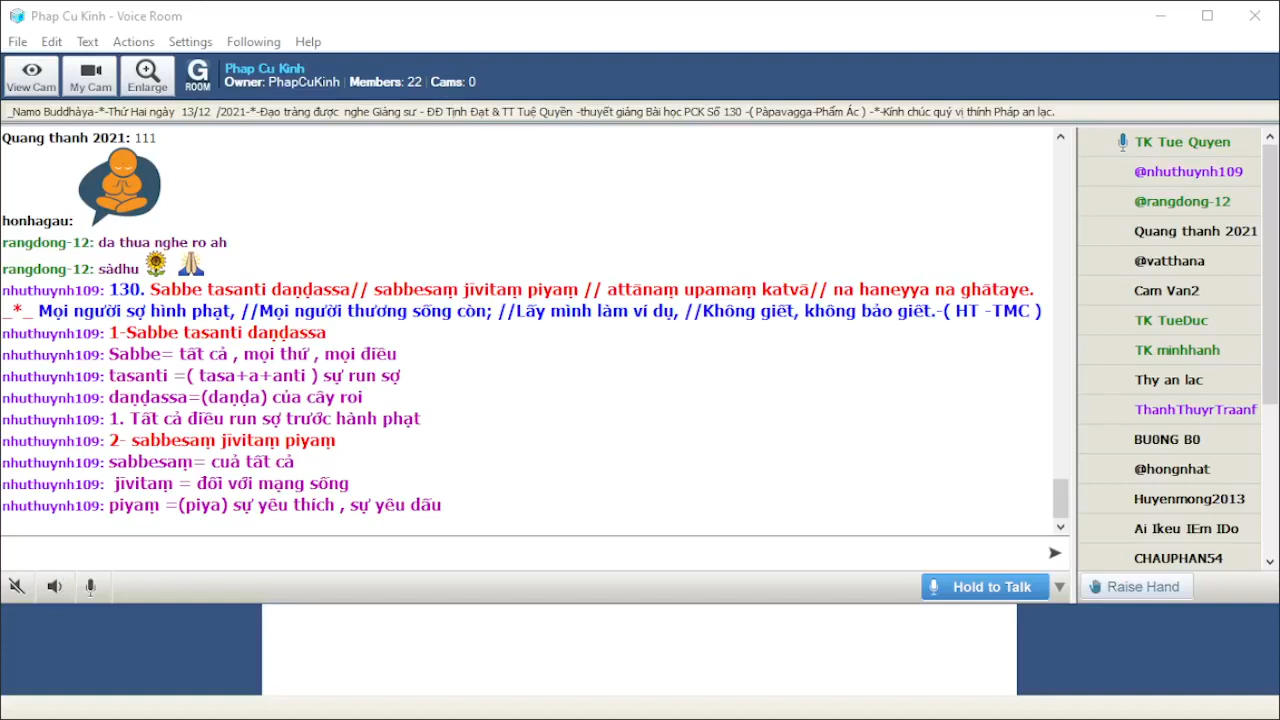 Phap Cu Kinh - Voice Room
File Edit Text Actions Settings Following Help
View Cam My Cam Enlarge G ROOM
Phap Cu Kinh
Owner: PhapCuKinh Members: 22 Cams: 0
_Namo Buddhàya-*-Thứ Hai ngày 13/12 /2021-*-Đạo tràng được nghe Giảng sư - ĐĐ Tịnh Đạt & TT Tuệ Quyền -thuyết giảng Bài học PCK Số 130 -( Pàpavagga-Phẩm Ác ) -*-Kính chúc quý vị thính Pháp an lạc.
Quang thanh 2021: 111
honhagau:
rangdong-12: da thua nghe ro ah
rangdong-12: sàdhu
nhuthuynh109: 130. Sabbe tasanti daṇḍassa// sabbesaṃ jīvitaṃ piyaṃ // attānaṃ upamaṃ katvā// na haneyya na ghātaye.
_*_ Mọi người sợ hình phạt, //Mọi người thương sống còn; //Lấy mình làm ví dụ, //Không giết, không bảo giết.-( HT -TMC )
nhuthuynh109: 1-Sabbe tasanti daṇḍassa
nhuthuynh109: Sabbe= tất cả , mọi thứ , mọi điều
nhuthuynh109: tasanti =( tasa+a+anti ) sự run sợ
nhuthuynh109: daṇḍassa=(daṇḍa) của cây roi
nhuthuynh109: 1. Tất cả điều run sợ trước hành phạt
nhuthuynh109: 2- sabbesaṃ jīvitaṃ piyaṃ
nhuthuynh109: sabbesaṃ= cuả tất cả
nhuthuynh109: jīvitaṃ = đối với mạng sống
nhuthuynh109: piyaṃ =(piya) sự yêu thích , sự yêu dấu
TK Tue Quyen
@nhuthuynh109
@rangdong-12
Quang thanh 2021
@vatthana
Cam Van2
TK TueDuc
TK minhhanh
Thy an lac
ThanhThuyrTraanf
BU0NG B0
@hongnhat
Huyenmong2013
Ai Ikeu IEm IDo
CHAUPHAN54
Hold to Talk
Raise Hand